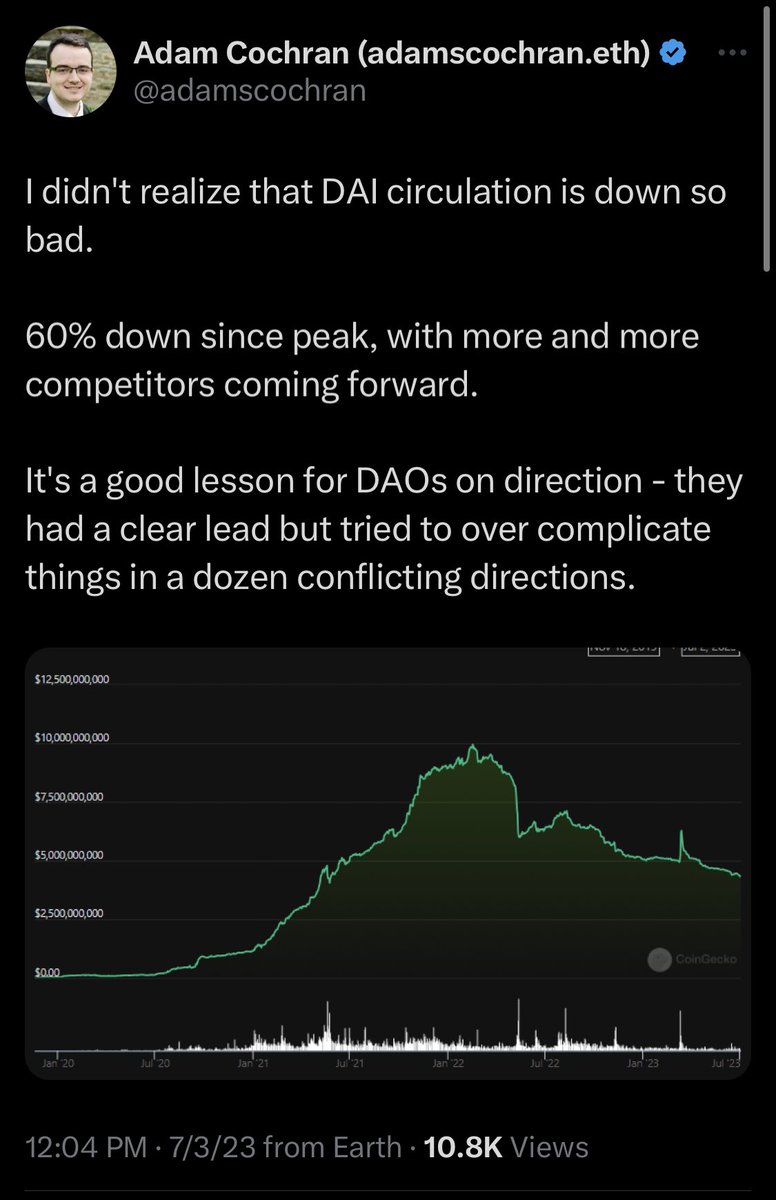 Adam Cochran (adamscochran.eth)
@adamscochran
I didn't realize that DAI circulation is down so
bad.
60% down since peak, with more and more
competitors coming forward.
It's a good lesson for DAOs on direction - they
had a clear lead but tried to over complicate
things in a dozen conflicting directions.
$12,500,000,000
$10,000,000,000
$7,500,000,000
$5,000,000,000
$2,500,000,000
$0.00
CoinGecko
Jan '20 Jul '20 Jan '21 Jul '21 Jan '22 Jul '22 Jan '23 Jul '23
12:04 PM · 7/3/23 from Earth · 10.8K Views